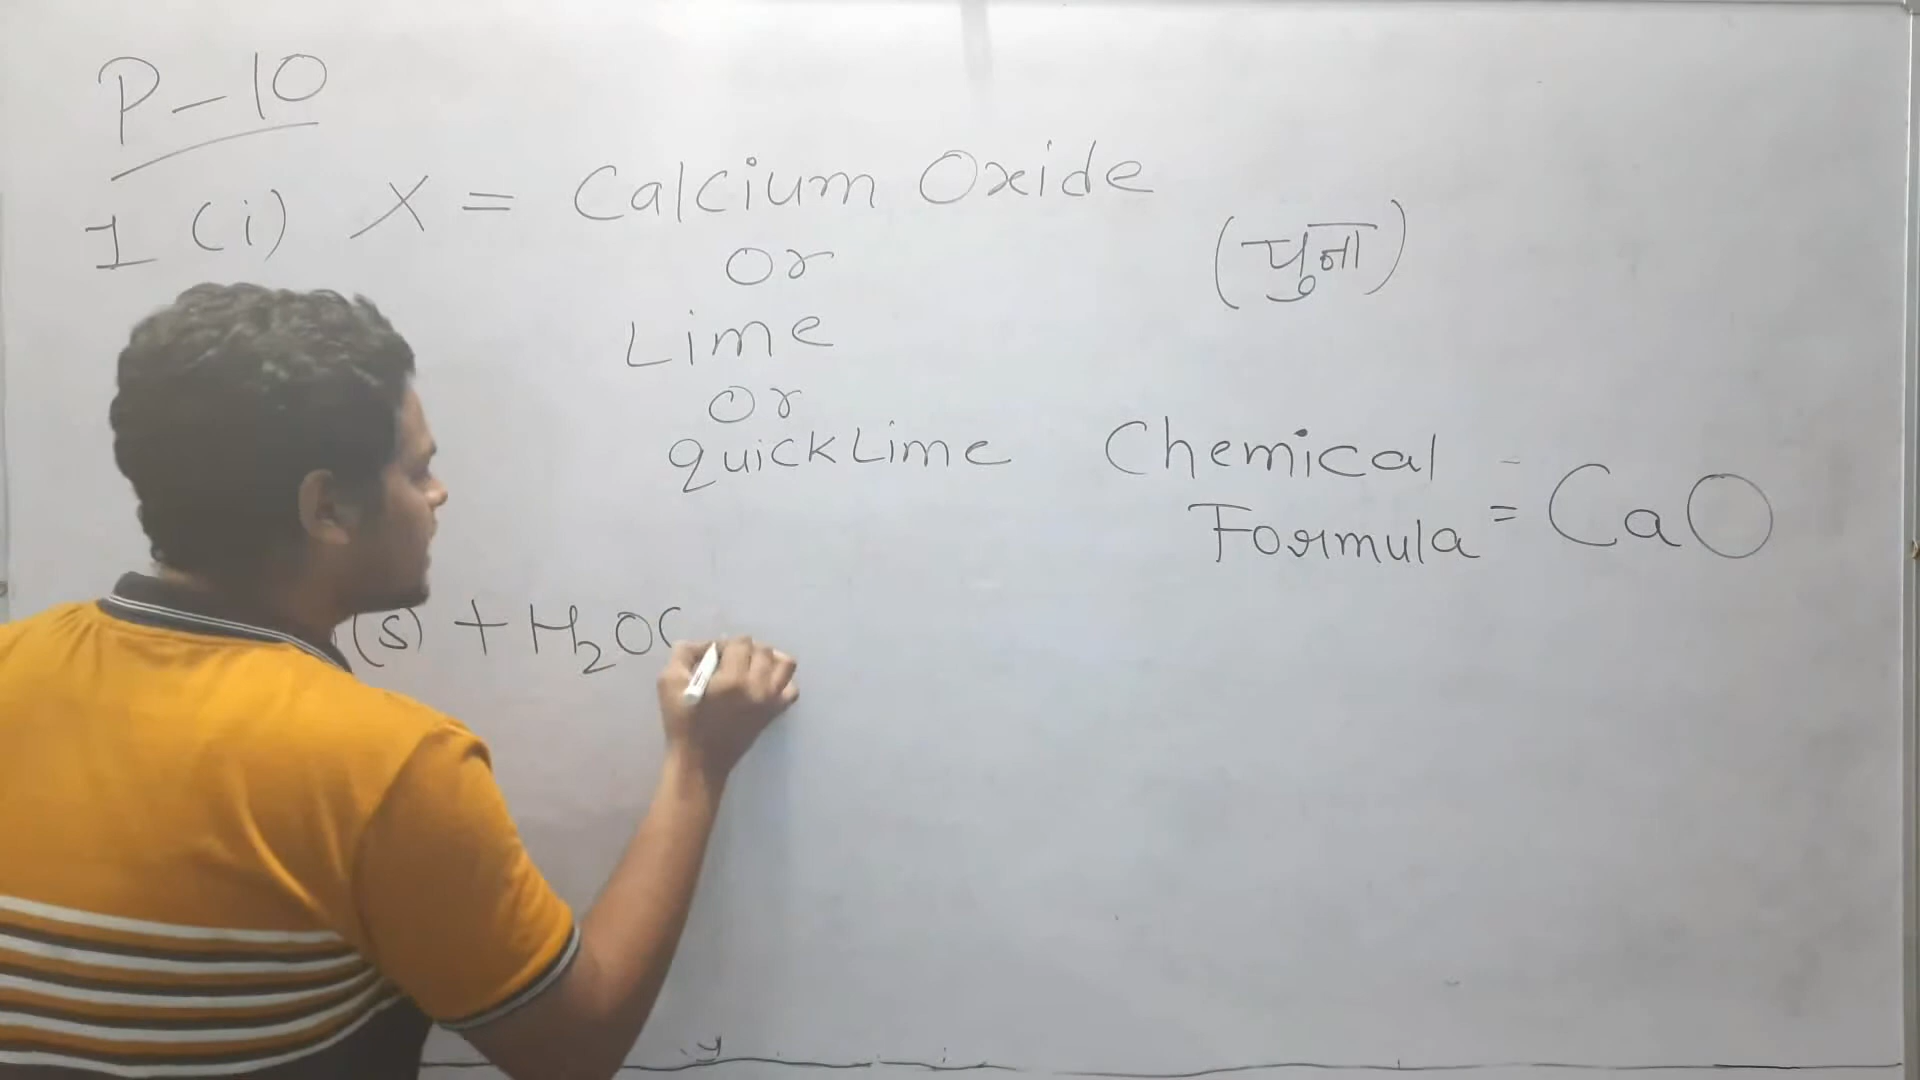 P-10
1 (i) X = Calcium Oxide
(चुना)
or
Lime
or
quickLime
Chemical
Formula = CaO
(s) + H₂O(
y